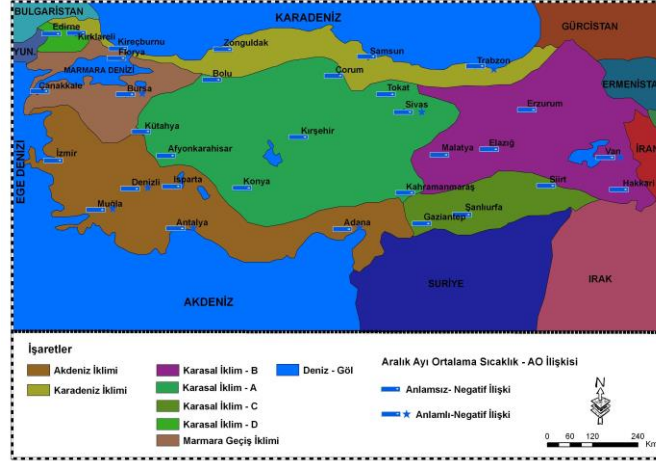 BULGARİSTAN
KARADENİZ
GÜRCİSTAN
Edirne
Kırklareli
Kireçburnu
Florya
Zonguldak
Samsun
Trabzon
YUN.
MARMARA DENİZİ
Bolu
Çorum
ERMENİSTA
Çanakkale
Bursa
Tokat
Sivas
Erzurum
Kütahya
Kırşehir
EGE DENİZİ
İzmir
Afyonkarahisar
Malatya
Elazığ
Van
İRAN
Denizli
Isparta
Konya
Kahramanmaraş
Siirt
Hakkari
Muğla
Antalya
Adana
Gaziantep
Şanlıurfa
AKDENİZ
SURİYE
IRAK
İşaretler
Akdeniz İklimi
Karadeniz İklimi
Karasal İklim - B
Karasal İklim - A
Karasal İklim - C
Karasal İklim - D
Marmara Geçiş İklimi
Deniz - Göl
Aralık Ayı Ortalama Sıcaklık - AO İlişkisi
Anlamsız- Negatif İlişki
Anlamlı-Negatif İlişki
N
0 60 120 180 240
Km